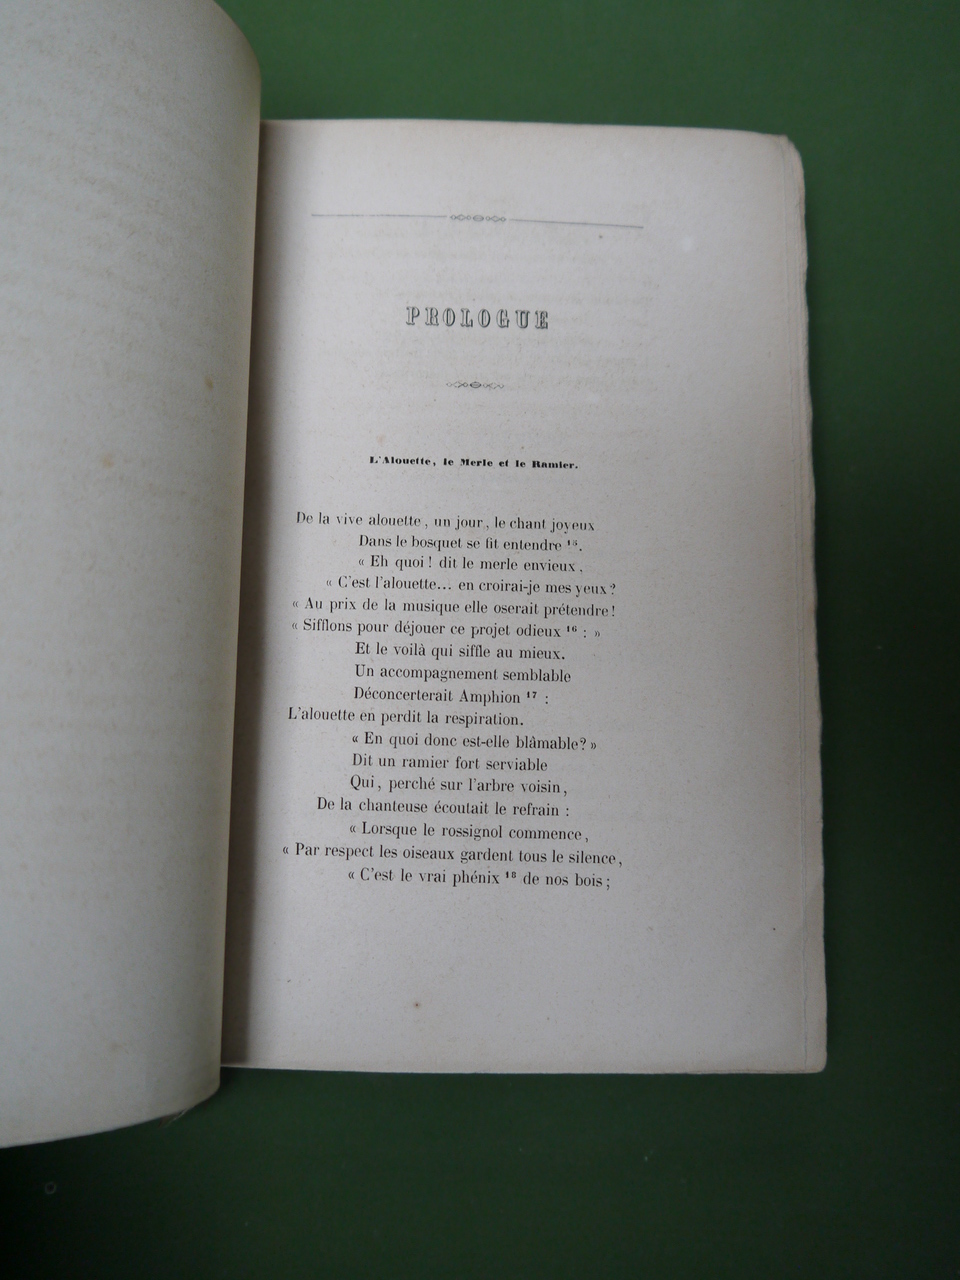 PROLOGUE
L'Alouette, le Merle et le Ramier.
De la vive alouette, un jour, le chant joyeux
Dans le bosquet se fit entendre ¹⁵.
« Eh quoi ! dit le merle envieux,
« C'est l'alouette... en croirai-je mes yeux ?
« Au prix de la musique elle oserait prétendre !
« Sifflons pour déjouer ce projet odieux ¹⁶ : »
Et le voilà qui siffle au mieux.
Un accompagnement semblable
Déconcerterait Amphion ¹⁷ :
L'alouette en perdit la respiration.
« En quoi donc est-elle blâmable ? »
Dit un ramier fort serviable
Qui, perché sur l'arbre voisin,
De la chanteuse écoutait le refrain :
« Lorsque le rossignol commence,
« Par respect les oiseaux gardent tous le silence,
« C'est le vrai phénix ¹⁸ de nos bois ;